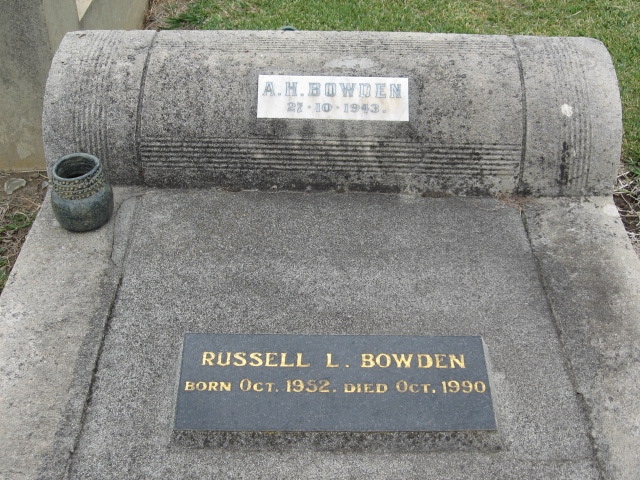 A.H. BOWDEN
27·10·1943.
RUSSELL L. BOWDEN
BORN OCT. 1952. DIED OCT. 1990